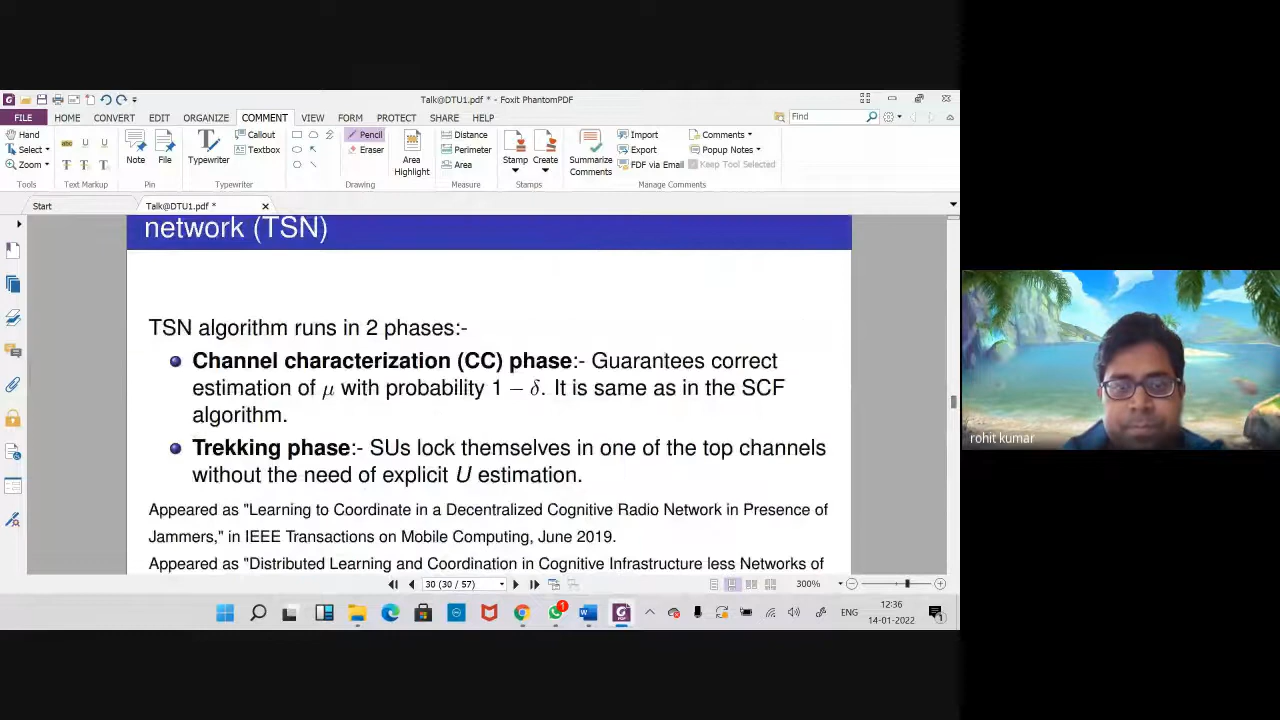 Talk@DTU1.pdf * - Foxit PhantomPDF
FILE HOME CONVERT EDIT ORGANIZE COMMENT VIEW FORM PROTECT SHARE HELP Find
Hand Callout Pencil Distance Import Comments
Select Textbox Eraser Perimeter Export Popup Notes
Zoom Note File Typewriter Area Highlight Area Stamp Create Summarize Comments FDF via Email Keep Tool Selected
Tools Text Markup Pin Typewriter Drawing Measure Stamps Manage Comments
Start Talk@DTU1.pdf *
network (TSN)
TSN algorithm runs in 2 phases:-
Channel characterization (CC) phase:- Guarantees correct
estimation of μ with probability 1 − δ. It is same as in the SCF
algorithm.
Trekking phase:- SUs lock themselves in one of the top channels
without the need of explicit U estimation.
Appeared as "Learning to Coordinate in a Decentralized Cognitive Radio Network in Presence of
Jammers," in IEEE Transactions on Mobile Computing, June 2019.
Appeared as "Distributed Learning and Coordination in Cognitive Infrastructure less Networks of
rohit kumar
30 (30 / 57) 300%
1 ENG 12:36
14-01-2022 1